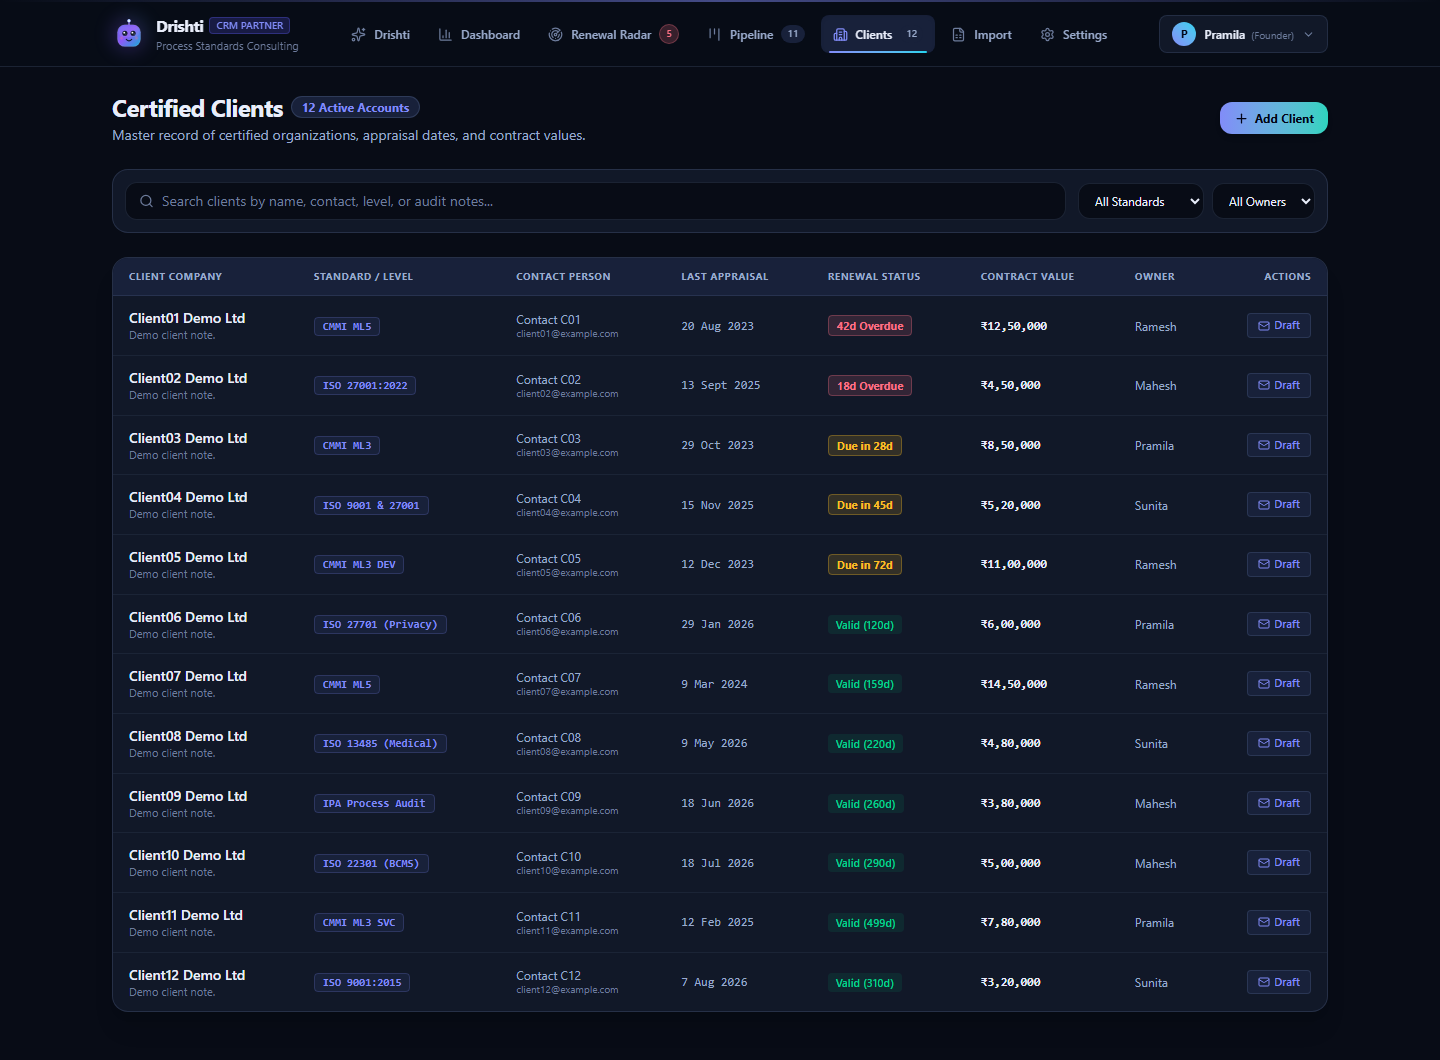 Drishti CRM PARTNER
Process Standards Consulting
Drishti
Dashboard
Renewal Radar 5
Pipeline 11
Clients 12
Import
Settings
P Pramila (Founder)
Certified Clients 12 Active Accounts
Master record of certified organizations, appraisal dates, and contract values.
+ Add Client
Search clients by name, contact, level, or audit notes...
All Standards
All Owners
CLIENT COMPANY STANDARD / LEVEL CONTACT PERSON LAST APPRAISAL RENEWAL STATUS CONTRACT VALUE OWNER ACTIONS
Client01 Demo Ltd
Demo client note.
CMMI ML5
Contact C01
client01@example.com
20 Aug 2023
42d Overdue
₹12,50,000
Ramesh
Draft
Client02 Demo Ltd
Demo client note.
ISO 27001:2022
Contact C02
client02@example.com
13 Sept 2025
18d Overdue
₹4,50,000
Mahesh
Draft
Client03 Demo Ltd
Demo client note.
CMMI ML3
Contact C03
client03@example.com
29 Oct 2023
Due in 28d
₹8,50,000
Pramila
Draft
Client04 Demo Ltd
Demo client note.
ISO 9001 & 27001
Contact C04
client04@example.com
15 Nov 2025
Due in 45d
₹5,20,000
Sunita
Draft
Client05 Demo Ltd
Demo client note.
CMMI ML3 DEV
Contact C05
client05@example.com
12 Dec 2023
Due in 72d
₹11,00,000
Ramesh
Draft
Client06 Demo Ltd
Demo client note.
ISO 27701 (Privacy)
Contact C06
client06@example.com
29 Jan 2026
Valid (120d)
₹6,00,000
Pramila
Draft
Client07 Demo Ltd
Demo client note.
CMMI ML5
Contact C07
client07@example.com
9 Mar 2024
Valid (159d)
₹14,50,000
Ramesh
Draft
Client08 Demo Ltd
Demo client note.
ISO 13485 (Medical)
Contact C08
client08@example.com
9 May 2026
Valid (220d)
₹4,80,000
Sunita
Draft
Client09 Demo Ltd
Demo client note.
IPA Process Audit
Contact C09
client09@example.com
18 Jun 2026
Valid (260d)
₹3,80,000
Mahesh
Draft
Client10 Demo Ltd
Demo client note.
ISO 22301 (BCMS)
Contact C10
client10@example.com
18 Jul 2026
Valid (290d)
₹5,00,000
Mahesh
Draft
Client11 Demo Ltd
Demo client note.
CMMI ML3 SVC
Contact C11
client11@example.com
12 Feb 2025
Valid (499d)
₹7,80,000
Pramila
Draft
Client12 Demo Ltd
Demo client note.
ISO 9001:2015
Contact C12
client12@example.com
7 Aug 2026
Valid (310d)
₹3,20,000
Sunita
Draft